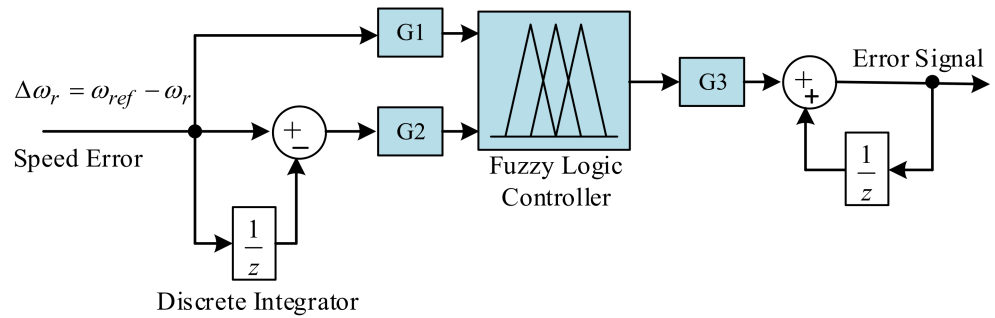 G1
Δω_r = ω_ref − ω_r
Speed Error
+
−
G2
1
z
Discrete Integrator
Fuzzy Logic
Controller
G3
+
+
Error Signal
1
z